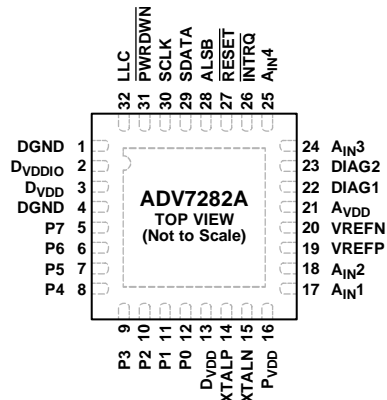 LLC
PWRDWN
SCLK
SDATA
ALSB
RESET
INTRQ
AIN4
32 31 30 29 28 27 26 25
DGND 1
DVDDIO 2
DVDD 3
DGND 4
P7 5
P6 6
P5 7
P4 8
ADV7282A
TOP VIEW
(Not to Scale)
24 AIN3
23 DIAG2
22 DIAG1
21 AVDD
20 VREFN
19 VREFP
18 AIN2
17 AIN1
9 10 11 12 13 14 15 16
P3
P2
P1
P0
DVDD
XTALP
XTALN
PVDD